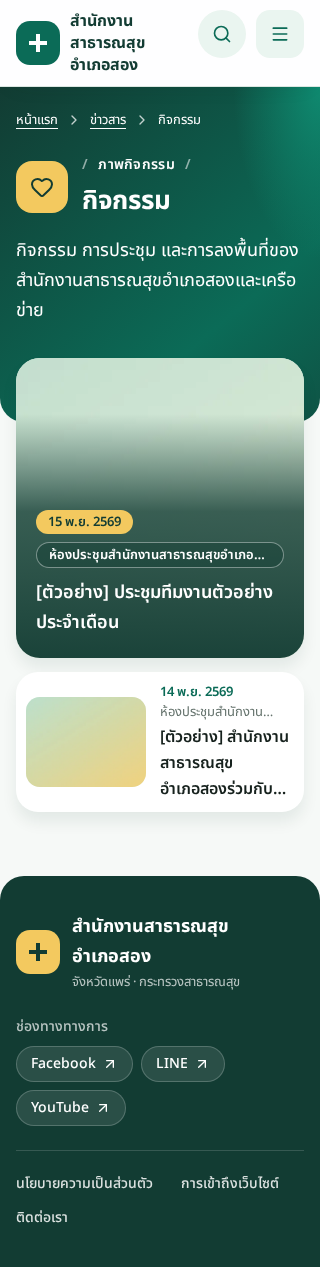 สำนักงาน
สาธารณสุข
อำเภอสอง
หน้าแรก > ข่าวสาร > กิจกรรม
/ ภาพกิจกรรม /
กิจกรรม
กิจกรรม การประชุม และการลงพื้นที่ของ
สำนักงานสาธารณสุขอำเภอสองและเครือ
ข่าย
15 พ.ย. 2569
ห้องประชุมสำนักงานสาธารณสุขอำเภอ...
[ตัวอย่าง] ประชุมทีมงานตัวอย่าง
ประจำเดือน
14 พ.ย. 2569
ห้องประชุมสำนักงาน...
[ตัวอย่าง] สำนักงาน
สาธารณสุข
อำเภอสองร่วมกับ...
สำนักงานสาธารณสุข
อำเภอสอง
จังหวัดแพร่ · กระทรวงสาธารณสุข
ช่องทางทางการ
Facebook LINE
YouTube
นโยบายความเป็นส่วนตัว การเข้าถึงเว็บไซต์
ติดต่อเรา